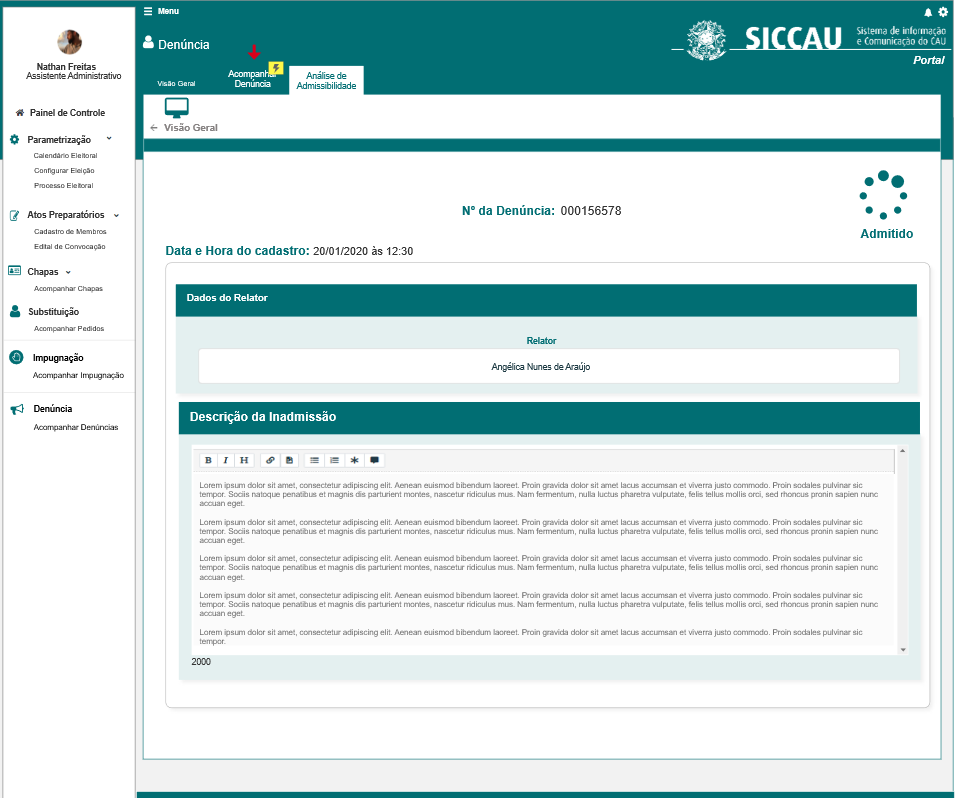 Menu
Denúncia
SICCAU
Sistema de informação
e Comunicação do CAU
Portal
Visão Geral
Acompanhar
Denúncia
Análise de
Admissibilidade
Visão Geral
Nathan Freitas
Assistente Administrativo
Painel de Controle
Parametrização
Calendário Eleitoral
Configurar Eleição
Processo Eleitoral
Atos Preparatórios
Cadastro de Membros
Edital de Convocação
Chapas
Acompanhar Chapas
Substituição
Acompanhar Pedidos
Impugnação
Acompanhar Impugnação
Denúncia
Acompanhar Denúncias
Nº da Denúncia: 000156578
Admitido
Data e Hora do cadastro: 20/01/2020 às 12:30
Dados do Relator
Relator
Angélica Nunes de Araújo
Descrição da Inadmissão
B I H
Lorem ipsum dolor sit amet, consectetur adipiscing elit. Aenean euismod bibendum laoreet. Proin gravida dolor sit amet lacus accumsan et viverra justo commodo. Proin sodales pulvinar sic
tempor. Sociis natoque penatibus et magnis dis parturient montes, nascetur ridiculus mus. Nam fermentum, nulla luctus pharetra vulputate, felis tellus mollis orci, sed rhoncus pronin sapien nunc
accuan eget.
Lorem ipsum dolor sit amet, consectetur adipiscing elit. Aenean euismod bibendum laoreet. Proin gravida dolor sit amet lacus accumsan et viverra justo commodo. Proin sodales pulvinar sic
tempor. Sociis natoque penatibus et magnis dis parturient montes, nascetur ridiculus mus. Nam fermentum, nulla luctus pharetra vulputate, felis tellus mollis orci, sed rhoncus pronin sapien nunc
accuan eget.
Lorem ipsum dolor sit amet, consectetur adipiscing elit. Aenean euismod bibendum laoreet. Proin gravida dolor sit amet lacus accumsan et viverra justo commodo. Proin sodales pulvinar sic
tempor. Sociis natoque penatibus et magnis dis parturient montes, nascetur ridiculus mus. Nam fermentum, nulla luctus pharetra vulputate, felis tellus mollis orci, sed rhoncus pronin sapien nunc
accuan eget.
Lorem ipsum dolor sit amet, consectetur adipiscing elit. Aenean euismod bibendum laoreet. Proin gravida dolor sit amet lacus accumsan et viverra justo commodo. Proin sodales pulvinar sic
tempor. Sociis natoque penatibus et magnis dis parturient montes, nascetur ridiculus mus. Nam fermentum, nulla luctus pharetra vulputate, felis tellus mollis orci, sed rhoncus pronin sapien nunc
accuan eget.
Lorem ipsum dolor sit amet, consectetur adipiscing elit. Aenean euismod bibendum laoreet. Proin gravida dolor sit amet lacus accumsan et viverra justo commodo. Proin sodales pulvinar sic
tempor.
2000